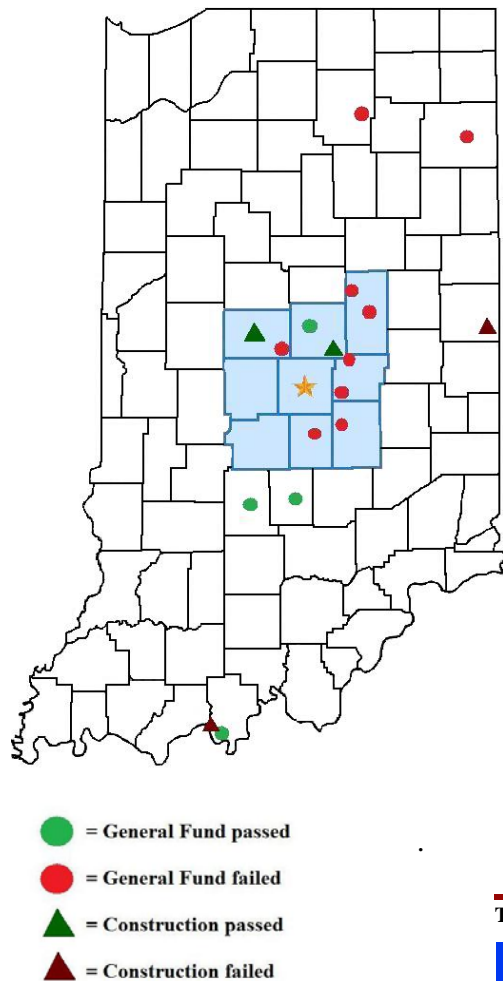 = General Fund passed
= General Fund failed
= Construction passed
= Construction failed
T